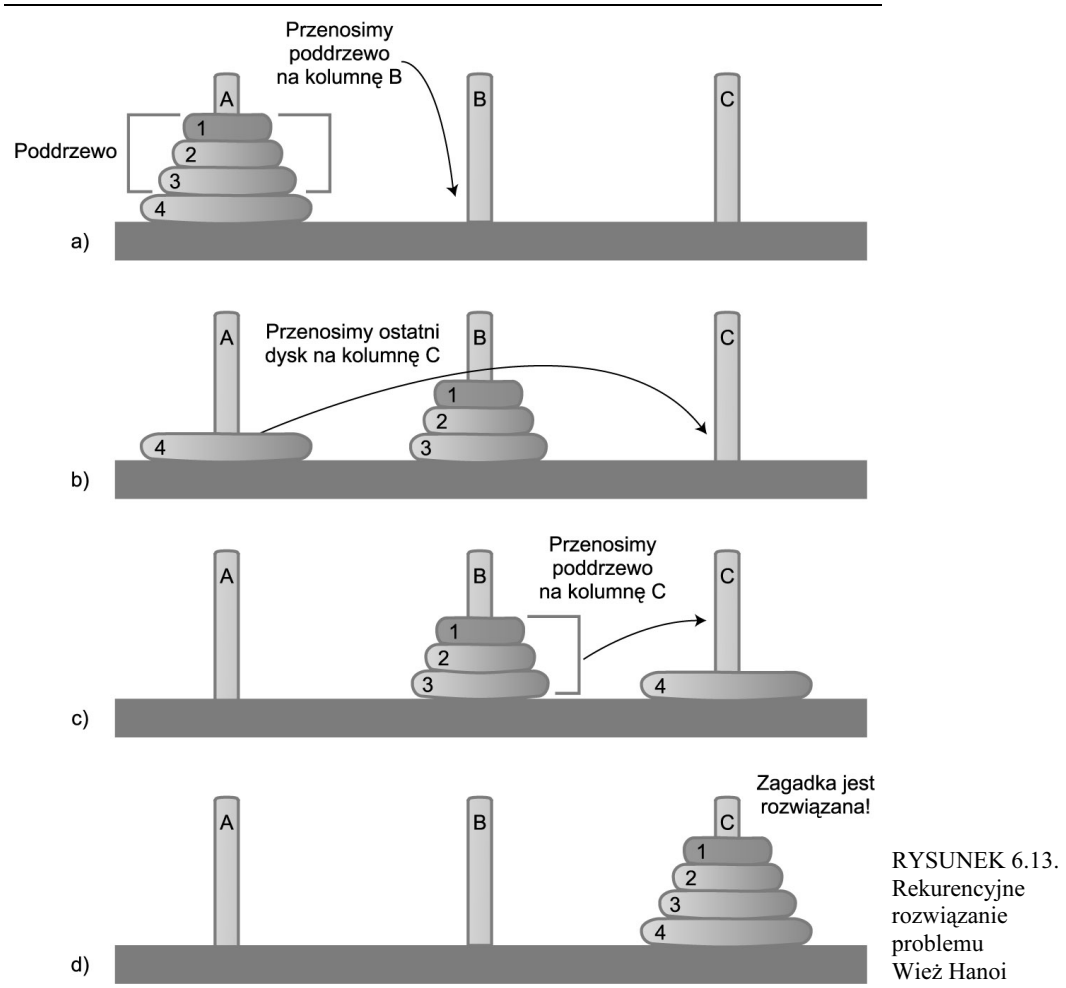 Przenosimy
poddrzewo
na kolumnę B
A
B
C
Poddrzewo
1
2
3
4
a)
Przenosimy ostatni
dysk na kolumnę C
A
B
C
1
2
4
3
b)
Przenosimy
poddrzewo
na kolumnę C
A
B
C
1
2
3
4
c)
Zagadka jest
rozwiązana!
A
B
C
1
2
3
4
d)
RYSUNEK 6.13.
Rekurencyjne
rozwiązanie
problemu
Wież Hanoi